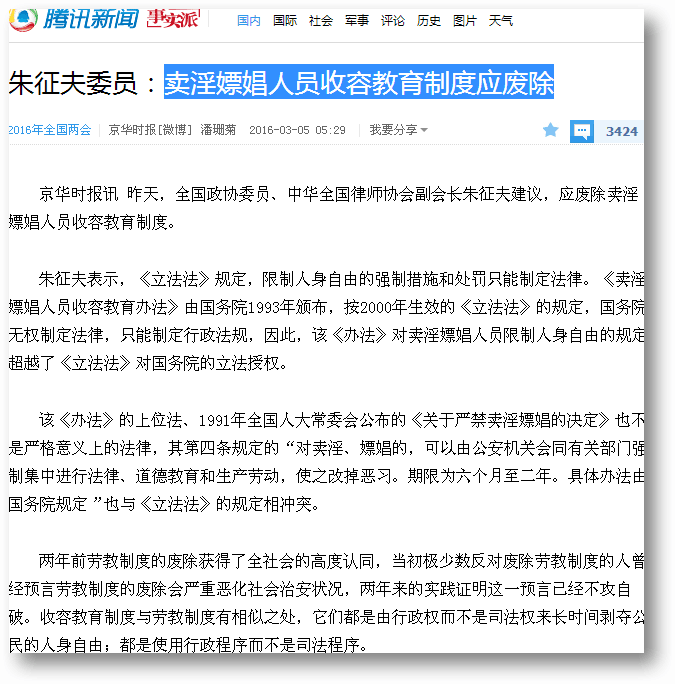 腾讯新闻 事实派 国内 国际 社会 军事 评论 历史 图片 天气
朱征夫委员：卖淫嫖娼人员收容教育制度应废除
2016年全国两会 京华时报[微博] 潘珊菊 2016-03-05 05:29 我要分享 3424
京华时报讯 昨天，全国政协委员、中华全国律师协会副会长朱征夫建议，应废除卖淫
嫖娼人员收容教育制度。
朱征夫表示，《立法法》规定，限制人身自由的强制措施和处罚只能制定法律。《卖淫
嫖娼人员收容教育办法》由国务院1993年颁布，按2000年生效的《立法法》的规定，国务院
无权制定法律，只能制定行政法规，因此，该《办法》对卖淫嫖娼人员限制人身自由的规定
超越了《立法法》对国务院的立法授权。
该《办法》的上位法、1991年全国人大常委会公布的《关于严禁卖淫嫖娼的决定》也不
是严格意义上的法律，其第四条规定的“对卖淫、嫖娼的，可以由公安机关会同有关部门强
制集中进行法律、道德教育和生产劳动，使之改掉恶习。期限为六个月至二年。具体办法由
国务院规定 ”也与《立法法》的规定相冲突。
两年前劳教制度的废除获得了全社会的高度认同，当初极少数反对废除劳教制度的人曾
经预言劳教制度的废除会严重恶化社会治安状况，两年来的实践证明这一预言已经不攻自
破。收容教育制度与劳教制度有相似之处，它们都是由行政权而不是司法权来长时间剥夺公
民的人身自由；都是使用行政程序而不是司法程序。